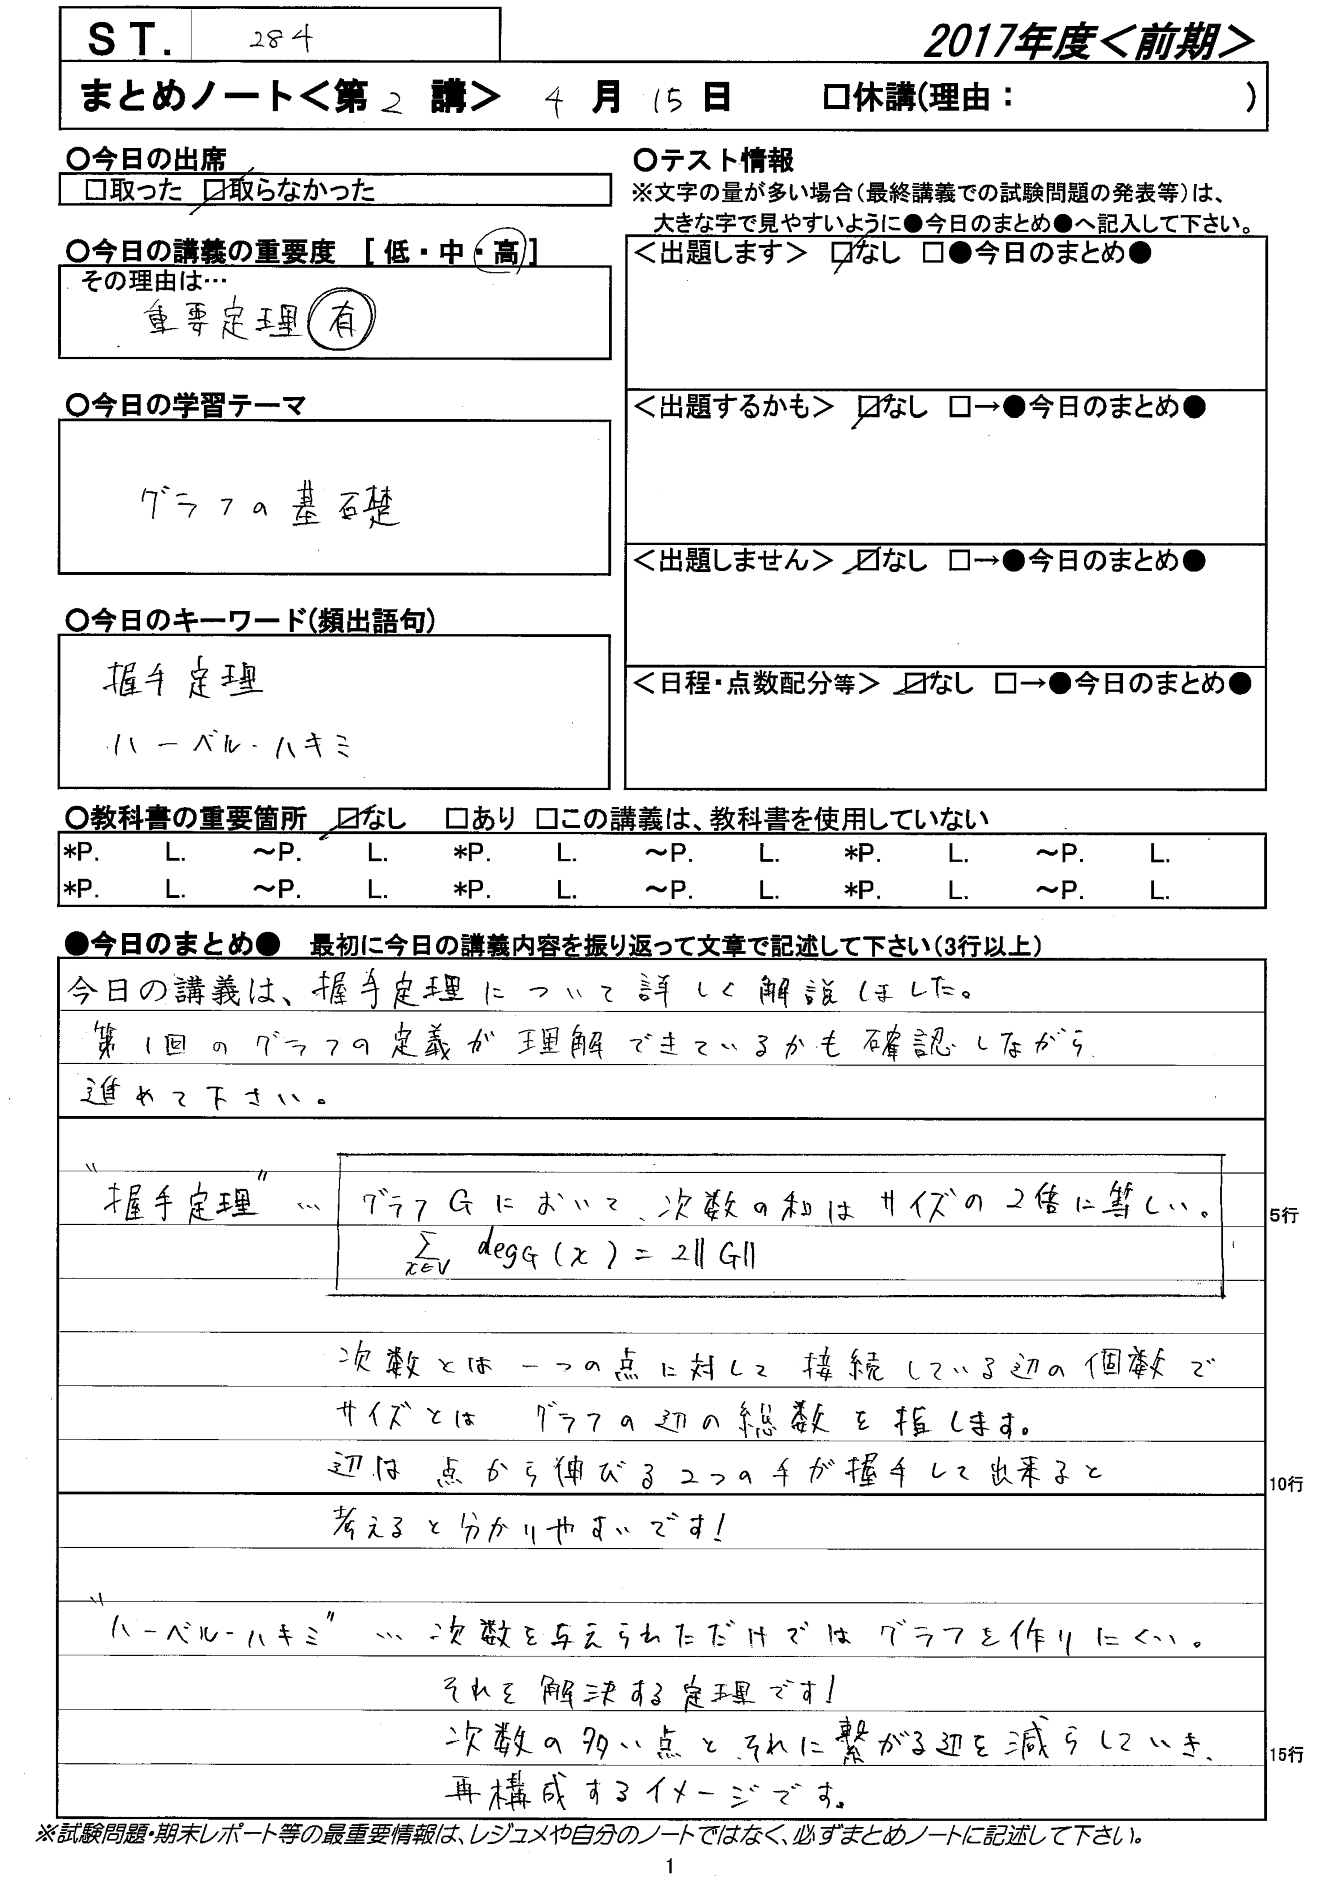 ST. 284
2017年度＜前期＞
まとめノート＜第2講＞ 4月15日 □休講(理由： )
○今日の出席
□取った ☑取らなかった
○今日の講義の重要度 [低・中・高]
その理由は…
重要定理有
○今日の学習テーマ
グラフの基礎
○今日のキーワード(頻出語句)
握手定理
ハーベル・ハキミ
○テスト情報
※文字の量が多い場合(最終講義での試験問題の発表等)は、
大きな字で見やすいように●今日のまとめ●へ記入して下さい。
＜出題します＞ ☑なし □●今日のまとめ●
＜出題するかも＞ ☑なし □→●今日のまとめ●
＜出題しません＞ ☑なし □→●今日のまとめ●
＜日程・点数配分等＞ ☑なし □→●今日のまとめ●
○教科書の重要箇所 ☑なし □あり □この講義は、教科書を使用していない
*P. L. ～P. L. *P. L. ～P. L. *P. L. ～P. L.
*P. L. ～P. L. *P. L. ～P. L. *P. L. ～P. L.
●今日のまとめ● 最初に今日の講義内容を振り返って文章で記述して下さい(3行以上)
今日の講義は、握手定理について詳しく解説しました。
第1回のグラフの定義が理解できているかも確認しながら
進めて下さい。
"握手定理" … グラフGにおいて、次数の和はサイズの2倍に等しい。
5行
Σ x∈V degG(x) = 2||G||
次数とは一つの点に対して接続している辺の個数で
サイズとは グラフの辺の総数を指します。
辺は点から伸びる2つの手が握手して出来ると
10行
考えると分かりやすいです!
"ハーベル-ハキミ" … 次数を与えられただけではグラフを作りにくい。
それを解決する定理です!
次数の多い点とそれに繋がる辺を減らしていき、
15行
再構成するイメージです。
※試験問題・期末レポート等の最重要情報は、レジュメや自分のノートではなく、必ずまとめノートに記述して下さい。
1